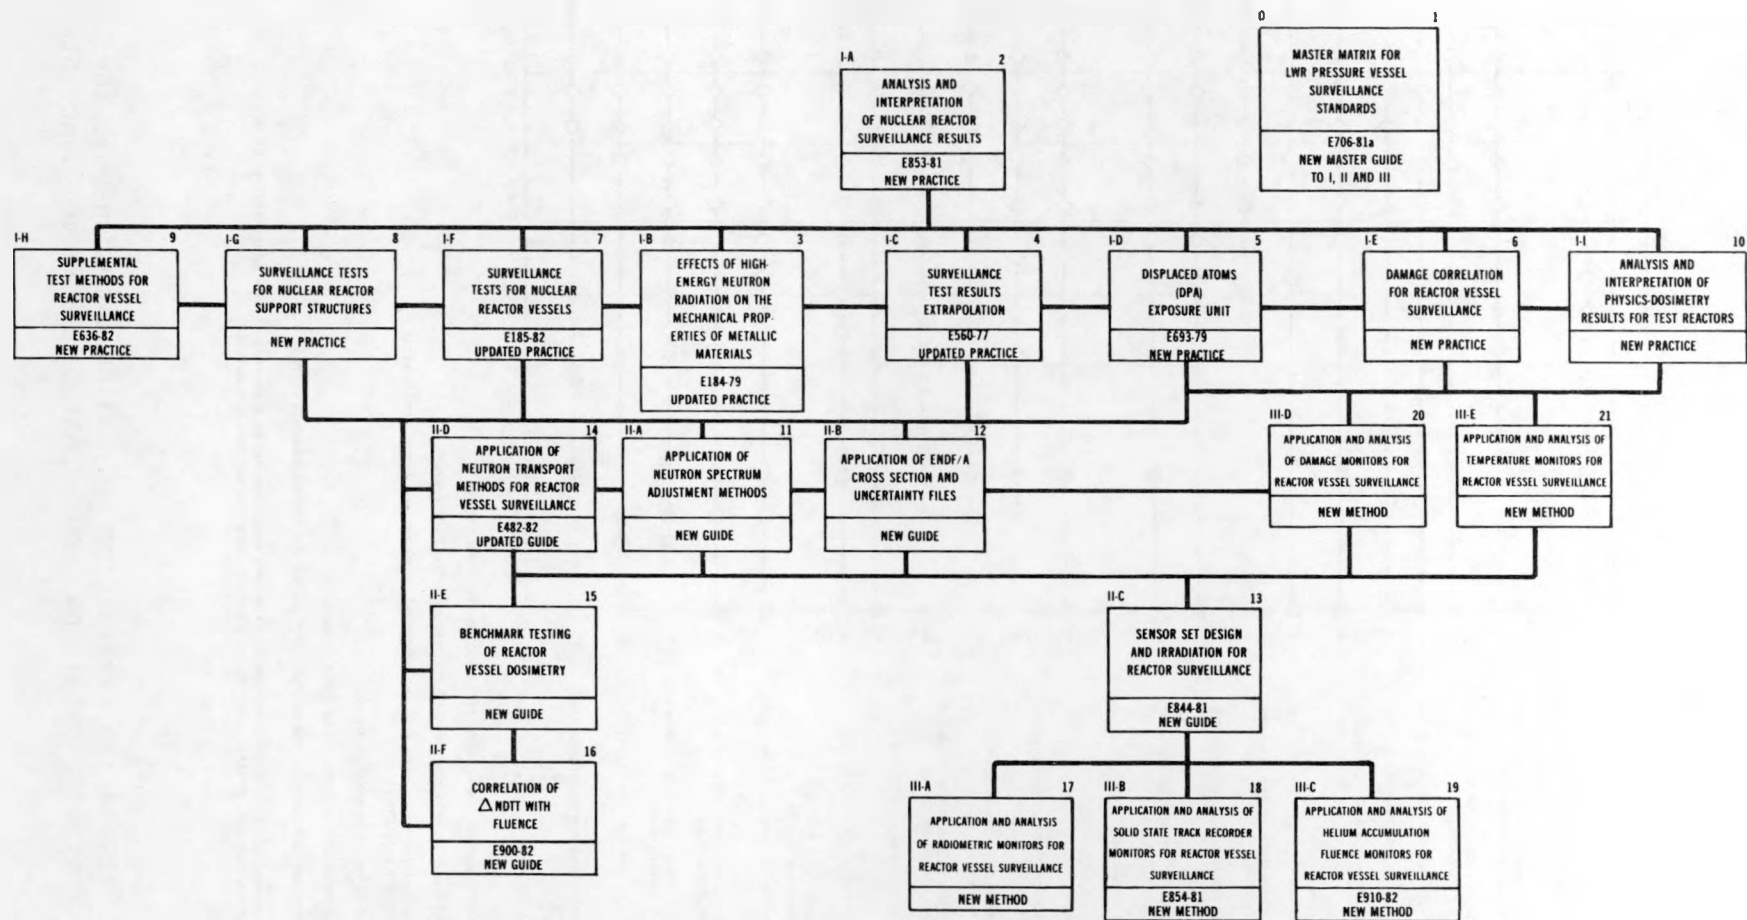 0 1
MASTER MATRIX FOR
LWR PRESSURE VESSEL
SURVEILLANCE
STANDARDS
E706-81a
NEW MASTER GUIDE
TO I, II AND III
I-A 2
ANALYSIS AND
INTERPRETATION
OF NUCLEAR REACTOR
SURVEILLANCE RESULTS
E853-81
NEW PRACTICE
I-H 9
SUPPLEMENTAL
TEST METHODS FOR
REACTOR VESSEL
SURVEILLANCE
E636-82
NEW PRACTICE
I-G 8
SURVEILLANCE TESTS
FOR NUCLEAR REACTOR
SUPPORT STRUCTURES
NEW PRACTICE
I-F 7
SURVEILLANCE
TESTS FOR NUCLEAR
REACTOR VESSELS
E185-82
UPDATED PRACTICE
I-B 3
EFFECTS OF HIGH-
ENERGY NEUTRON
RADIATION ON THE
MECHANICAL PROP-
ERTIES OF METALLIC
MATERIALS
E184-79
UPDATED PRACTICE
I-C 4
SURVEILLANCE
TEST RESULTS
EXTRAPOLATION
E560-77
UPDATED PRACTICE
I-D 5
DISPLACED ATOMS
(DPA)
EXPOSURE UNIT
E693-79
NEW PRACTICE
I-E 6
DAMAGE CORRELATION
FOR REACTOR VESSEL
SURVEILLANCE
NEW PRACTICE
I-I 10
ANALYSIS AND
INTERPRETATION OF
PHYSICS-DOSIMETRY
RESULTS FOR TEST REACTORS
NEW PRACTICE
II-D 14
APPLICATION OF
NEUTRON TRANSPORT
METHODS FOR REACTOR
VESSEL SURVEILLANCE
E482-82
UPDATED GUIDE
II-A 11
APPLICATION OF
NEUTRON SPECTRUM
ADJUSTMENT METHODS
NEW GUIDE
II-B 12
APPLICATION OF ENDF/A
CROSS SECTION AND
UNCERTAINTY FILES
NEW GUIDE
III-D 20
APPLICATION AND ANALYSIS
OF DAMAGE MONITORS FOR
REACTOR VESSEL SURVEILLANCE
NEW METHOD
III-E 21
APPLICATION AND ANALYSIS OF
TEMPERATURE MONITORS FOR
REACTOR VESSEL SURVEILLANCE
NEW METHOD
II-E 15
BENCHMARK TESTING
OF REACTOR
VESSEL DOSIMETRY
NEW GUIDE
II-C 13
SENSOR SET DESIGN
AND IRRADIATION FOR
REACTOR SURVEILLANCE
E844-81
NEW GUIDE
II-F 16
CORRELATION OF
△ NDTT WITH
FLUENCE
E900-82
NEW GUIDE
III-A 17
APPLICATION AND ANALYSIS
OF RADIOMETRIC MONITORS FOR
REACTOR VESSEL SURVEILLANCE
NEW METHOD
III-B 18
APPLICATION AND ANALYSIS OF
SOLID STATE TRACK RECORDER
MONITORS FOR REACTOR VESSEL
SURVEILLANCE
E854-81
NEW METHOD
III-C 19
APPLICATION AND ANALYSIS OF
HELIUM ACCUMULATION
FLUENCE MONITORS FOR
REACTOR VESSEL SURVEILLANCE
E910-82
NEW METHOD